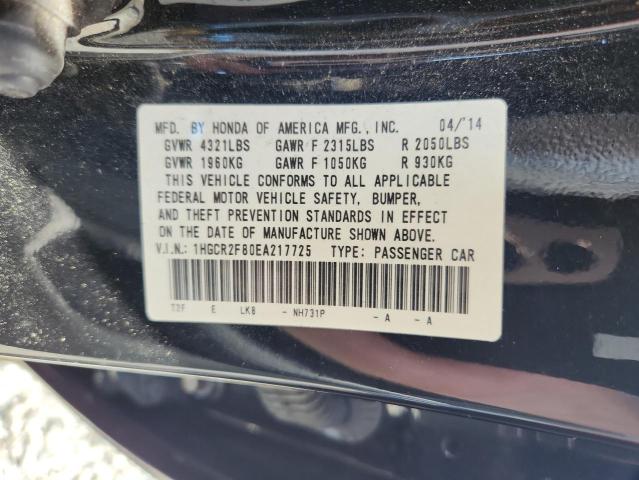 MFD. BY HONDA OF AMERICA MFG., INC. 04/'14
GVWR 4321LBS GAWR F 2315LBS R 2050LBS
GVWR 1960KG GAWR F 1050KG R 930KG
THIS VEHICLE CONFORMS TO ALL APPLICABLE
FEDERAL MOTOR VEHICLE SAFETY, BUMPER,
AND THEFT PREVENTION STANDARDS IN EFFECT
ON THE DATE OF MANUFACTURE SHOWN ABOVE.
V.I.N.: 1HGCR2F80EA217725 TYPE: PASSENGER CAR
T2F E LK8 - NH731P - A - A